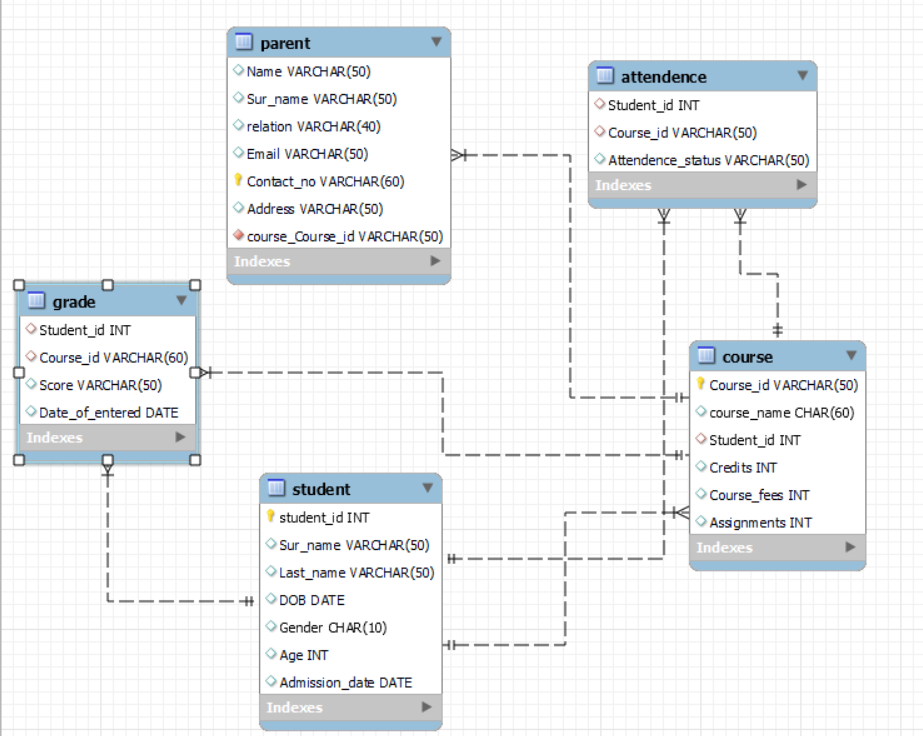 parent
Name VARCHAR(50)
Sur_name VARCHAR(50)
relation VARCHAR(40)
Email VARCHAR(50)
Contact_no VARCHAR(60)
Address VARCHAR(50)
course_Course_id VARCHAR(50)
Indexes
attendence
Student_id INT
Course_id VARCHAR(50)
Attendence_status VARCHAR(50)
Indexes
grade
Student_id INT
Course_id VARCHAR(60)
Score VARCHAR(50)
Date_of_entered DATE
Indexes
course
Course_id VARCHAR(50)
course_name CHAR(60)
Student_id INT
Credits INT
Course_fees INT
Assignments INT
Indexes
student
student_id INT
Sur_name VARCHAR(50)
Last_name VARCHAR(50)
DOB DATE
Gender CHAR(10)
Age INT
Admission_date DATE
Indexes